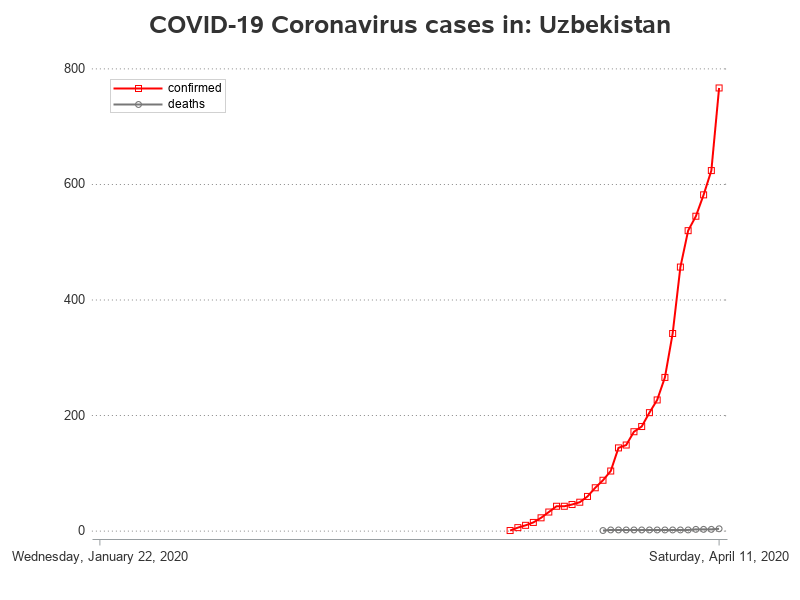 COVID-19 Coronavirus cases in: Uzbekistan
800
confirmed
deaths
600
400
200
0
Wednesday, January 22, 2020
Saturday, April 11, 2020